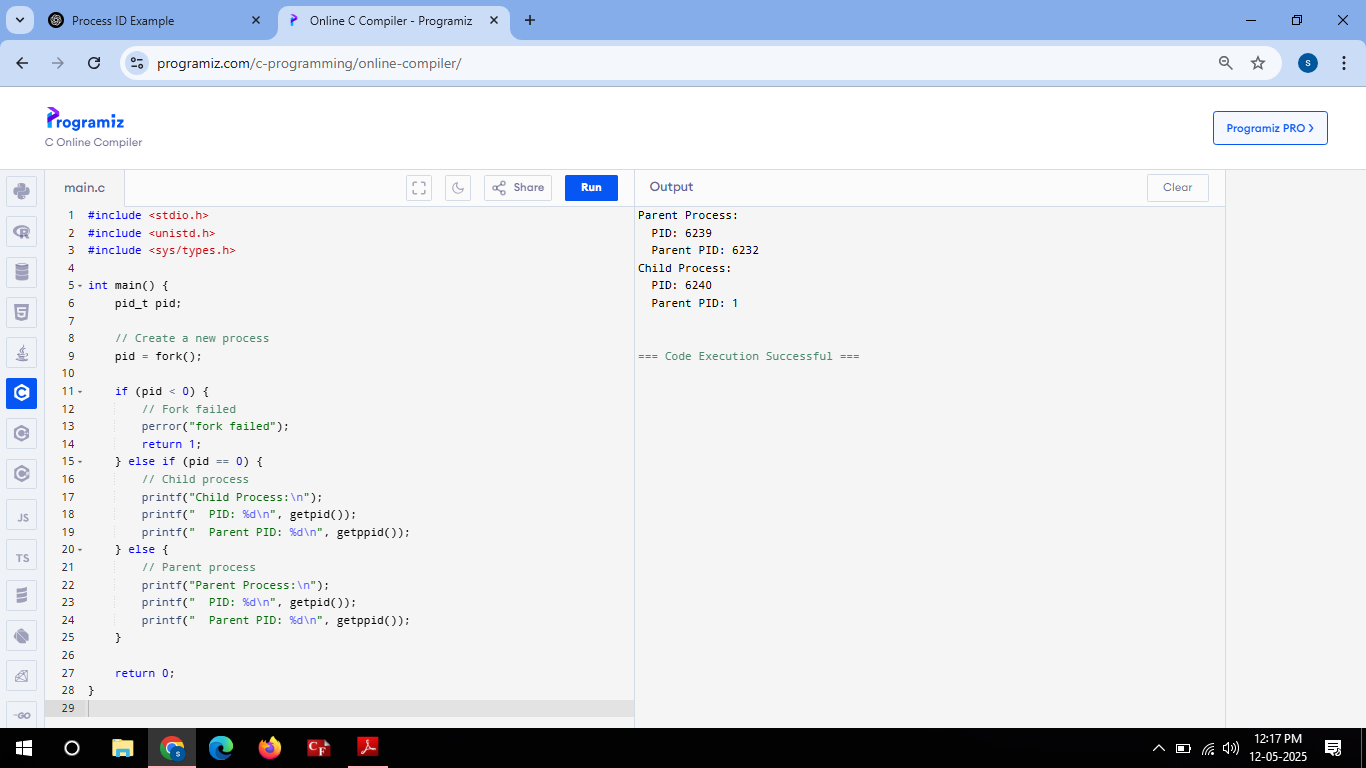 Process ID Example
Online C Compiler - Programiz
programiz.com/c-programming/online-compiler/
s
Programiz
C Online Compiler
Programiz PRO >
main.c
Share
Run
Output
Clear
1 #include <stdio.h>
2 #include <unistd.h>
3 #include <sys/types.h>
4
5 int main() {
6     pid_t pid;
7
8     // Create a new process
9     pid = fork();
10
11     if (pid < 0) {
12         // Fork failed
13         perror("fork failed");
14         return 1;
15     } else if (pid == 0) {
16         // Child process
17         printf("Child Process:\n");
18         printf("  PID: %d\n", getpid());
19         printf("  Parent PID: %d\n", getppid());
20     } else {
21         // Parent process
22         printf("Parent Process:\n");
23         printf("  PID: %d\n", getpid());
24         printf("  Parent PID: %d\n", getppid());
25     }
26
27     return 0;
28 }
29
Parent Process:
  PID: 6239
  Parent PID: 6232
Child Process:
  PID: 6240
  Parent PID: 1
=== Code Execution Successful ===
R
5
C
JS
TS
GO
S
CF
12:17 PM
12-05-2025